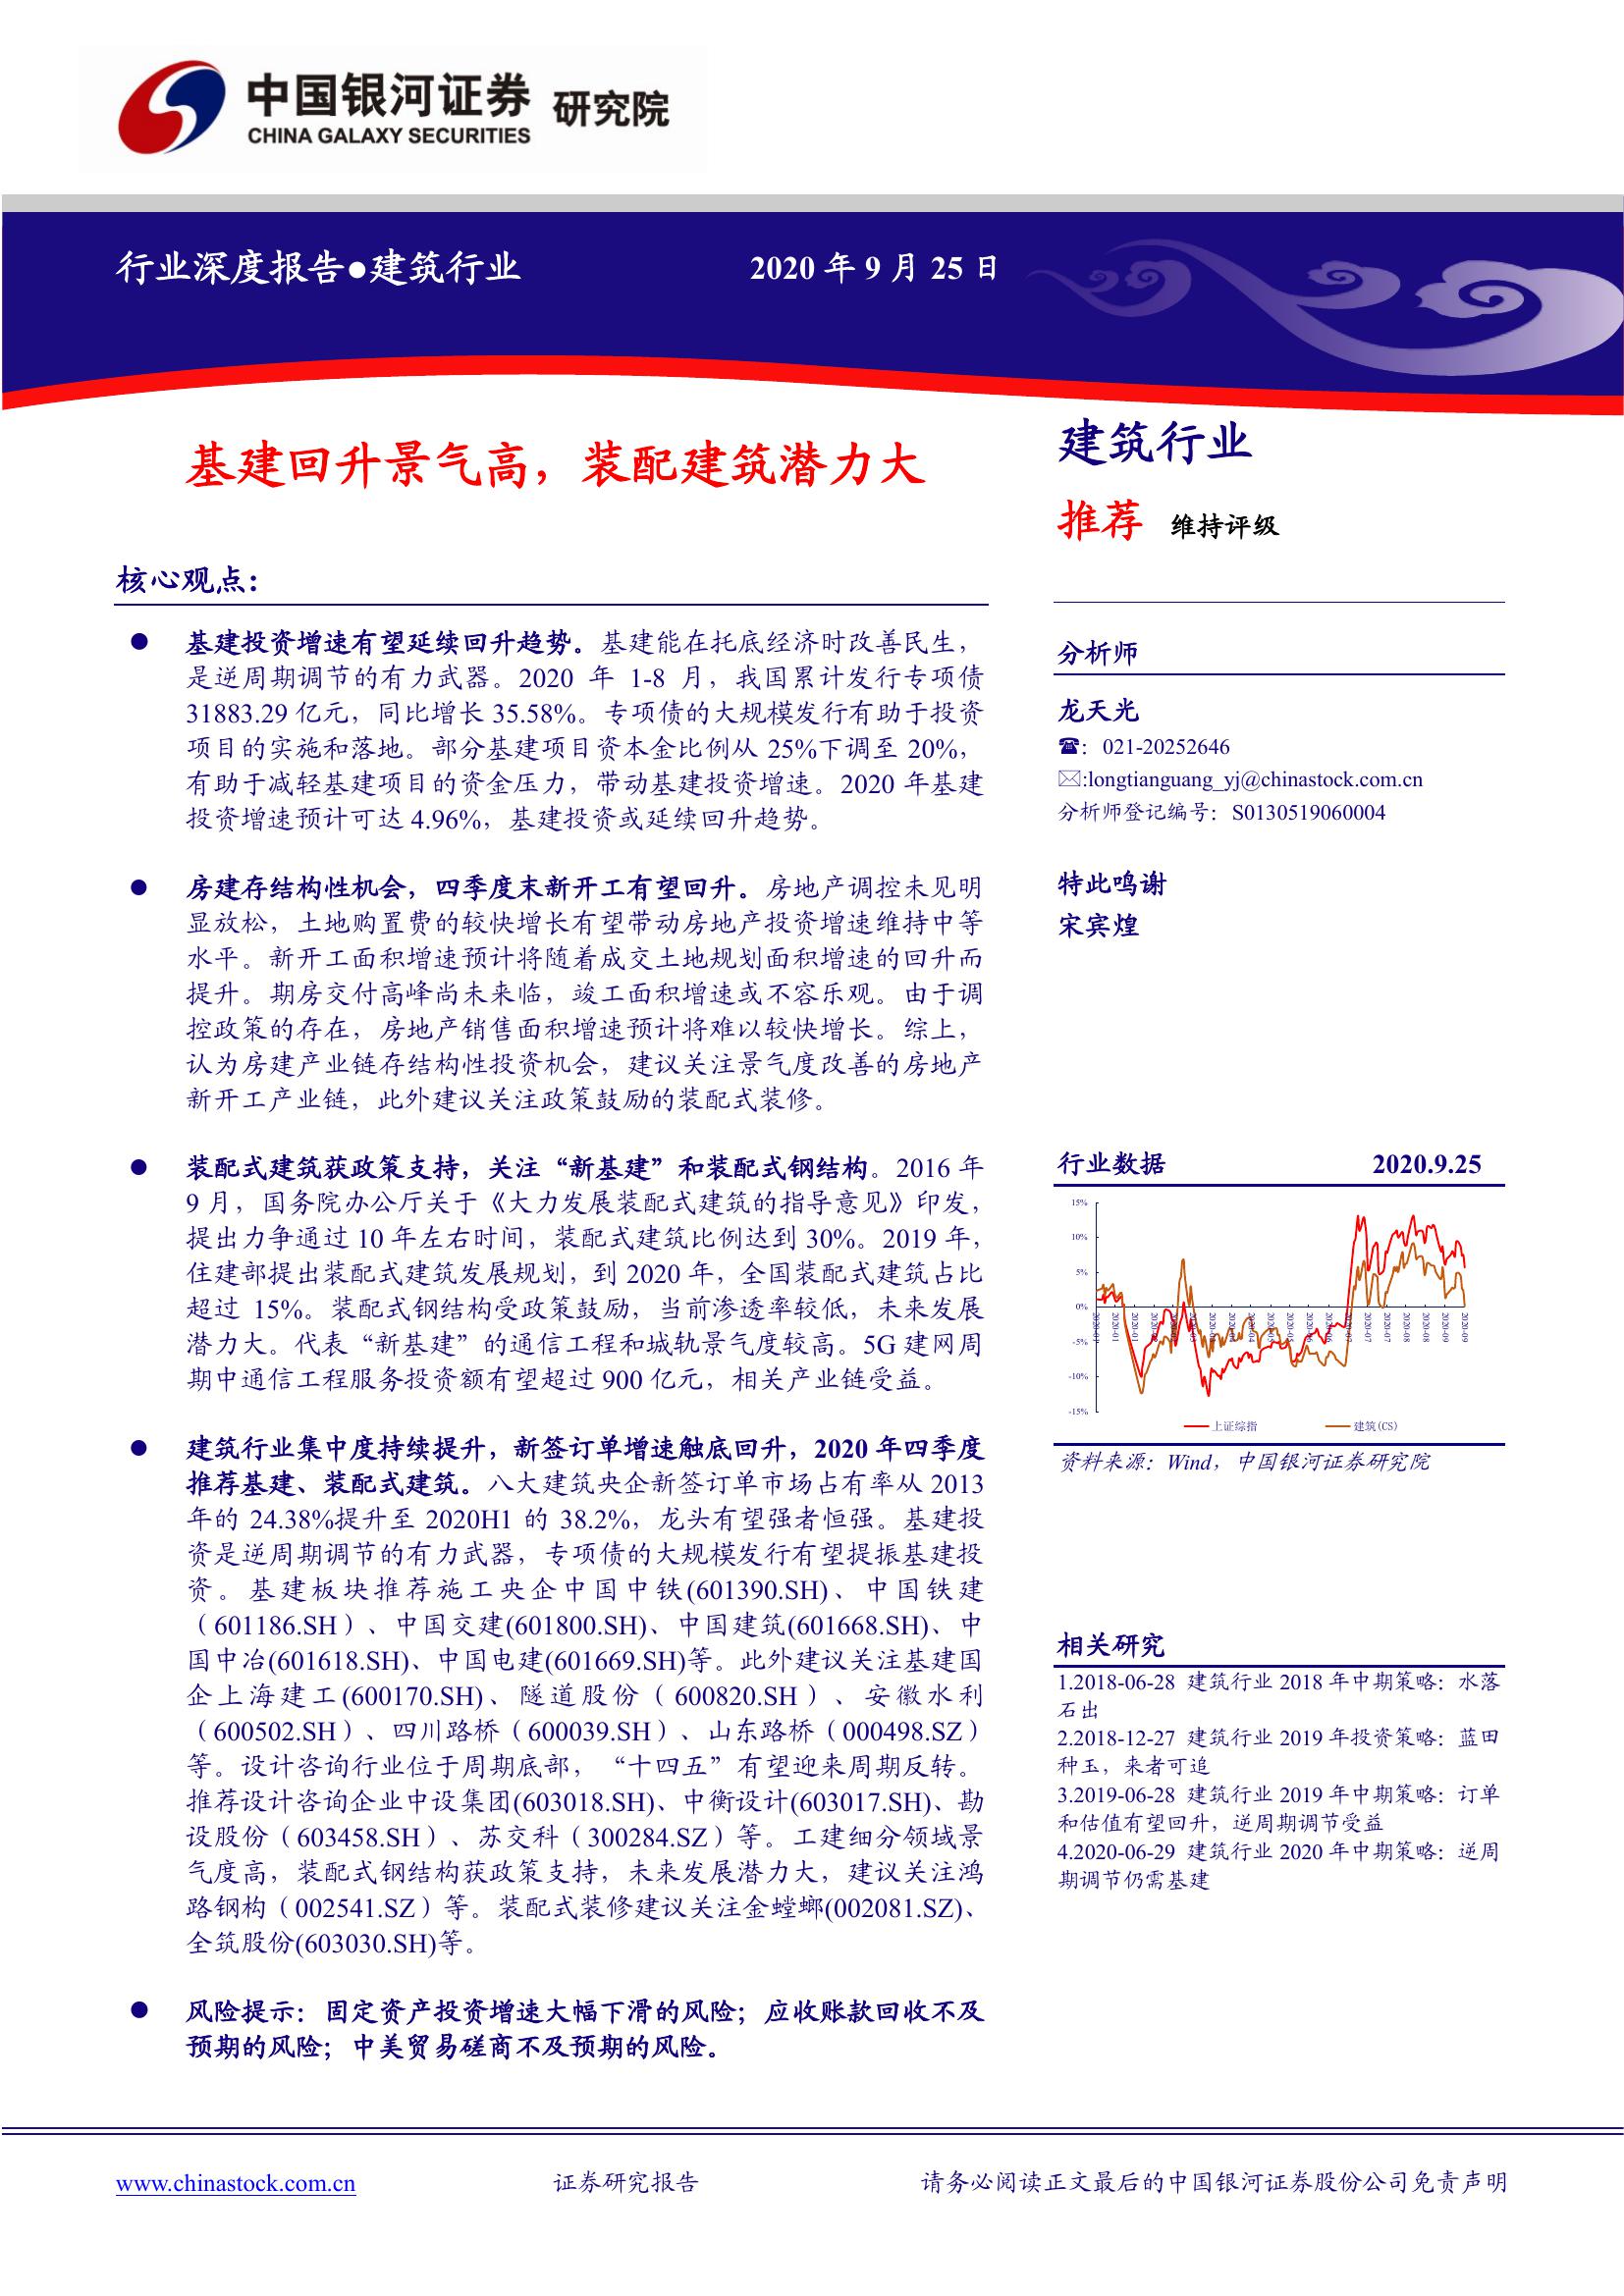 中国银河证券 研究院
CHINA GALAXY SECURITIES
行业深度报告●建筑行业
2020 年 9 月 25 日
基建回升景气高，装配建筑潜力大
核心观点：
● 基建投资增速有望延续回升趋势。基建能在托底经济时改善民生，
是逆周期调节的有力武器。2020 年 1-8 月，我国累计发行专项债
31883.29 亿元，同比增长 35.58%。专项债的大规模发行有助于投资
项目的实施和落地。部分基建项目资本金比例从 25%下调至 20%，
有助于减轻基建项目的资金压力，带动基建投资增速。2020 年基建
投资增速预计可达 4.96%，基建投资或延续回升趋势。
● 房建存结构性机会，四季度末新开工有望回升。房地产调控未见明
显放松，土地购置费的较快增长有望带动房地产投资增速维持中等
水平。新开工面积增速预计将随着成交土地规划面积增速的回升而
提升。期房交付高峰尚未来临，竣工面积增速或不容乐观。由于调
控政策的存在，房地产销售面积增速预计将难以较快增长。综上，
认为房建产业链存结构性投资机会，建议关注景气度改善的房地产
新开工产业链，此外建议关注政策鼓励的装配式装修。
● 装配式建筑获政策支持，关注“新基建”和装配式钢结构。2016 年
9 月，国务院办公厅关于《大力发展装配式建筑的指导意见》印发，
提出力争通过 10 年左右时间，装配式建筑比例达到 30%。2019 年，
住建部提出装配式建筑发展规划，到 2020 年，全国装配式建筑占比
超过 15%。装配式钢结构受政策鼓励，当前渗透率较低，未来发展
潜力大。代表“新基建”的通信工程和城轨景气度较高。5G 建网周
期中通信工程服务投资额有望超过 900 亿元，相关产业链受益。
● 建筑行业集中度持续提升，新签订单增速触底回升，2020 年四季度
推荐基建、装配式建筑。八大建筑央企新签订单市场占有率从 2013
年的 24.38%提升至 2020H1 的 38.2%，龙头有望强者恒强。基建投
资是逆周期调节的有力武器，专项债的大规模发行有望提振基建投
资。基建板块推荐施工央企中国中铁(601390.SH)、中国铁建
（601186.SH）、中国交建(601800.SH)、中国建筑(601668.SH)、中
国中冶(601618.SH)、中国电建(601669.SH)等。此外建议关注基建国
企上海建工(600170.SH)、隧道股份（600820.SH）、安徽水利
（600502.SH）、四川路桥（600039.SH）、山东路桥（000498.SZ）
等。设计咨询行业位于周期底部，“十四五”有望迎来周期反转。
推荐设计咨询企业中设集团(603018.SH)、中衡设计(603017.SH)、勘
设股份（603458.SH）、苏交科（300284.SZ）等。工建细分领域景
气度高，装配式钢结构获政策支持，未来发展潜力大，建议关注鸿
路钢构（002541.SZ）等。装配式装修建议关注金螳螂(002081.SZ)、
全筑股份(603030.SH)等。
● 风险提示：固定资产投资增速大幅下滑的风险；应收账款回收不及
预期的风险；中美贸易磋商不及预期的风险。
建筑行业
推荐 维持评级
分析师
龙天光
☎：021-20252646
✉:longtianguang_yj@chinastock.com.cn
分析师登记编号：S0130519060004
特此鸣谢
宋宾煌
行业数据 2020.9.25
15%
10%
5%
0%
-5%
-10%
-15%
上证综指 建筑(CS)
资料来源：Wind，中国银河证券研究院
相关研究
1.2018-06-28 建筑行业 2018 年中期策略：水落
石出
2.2018-12-27 建筑行业 2019 年投资策略：蓝田
种玉，来者可追
3.2019-06-28 建筑行业 2019 年中期策略：订单
和估值有望回升，逆周期调节受益
4.2020-06-29 建筑行业 2020 年中期策略：逆周
期调节仍需基建
www.chinastock.com.cn
证券研究报告
请务必阅读正文最后的中国银河证券股份公司免责声明